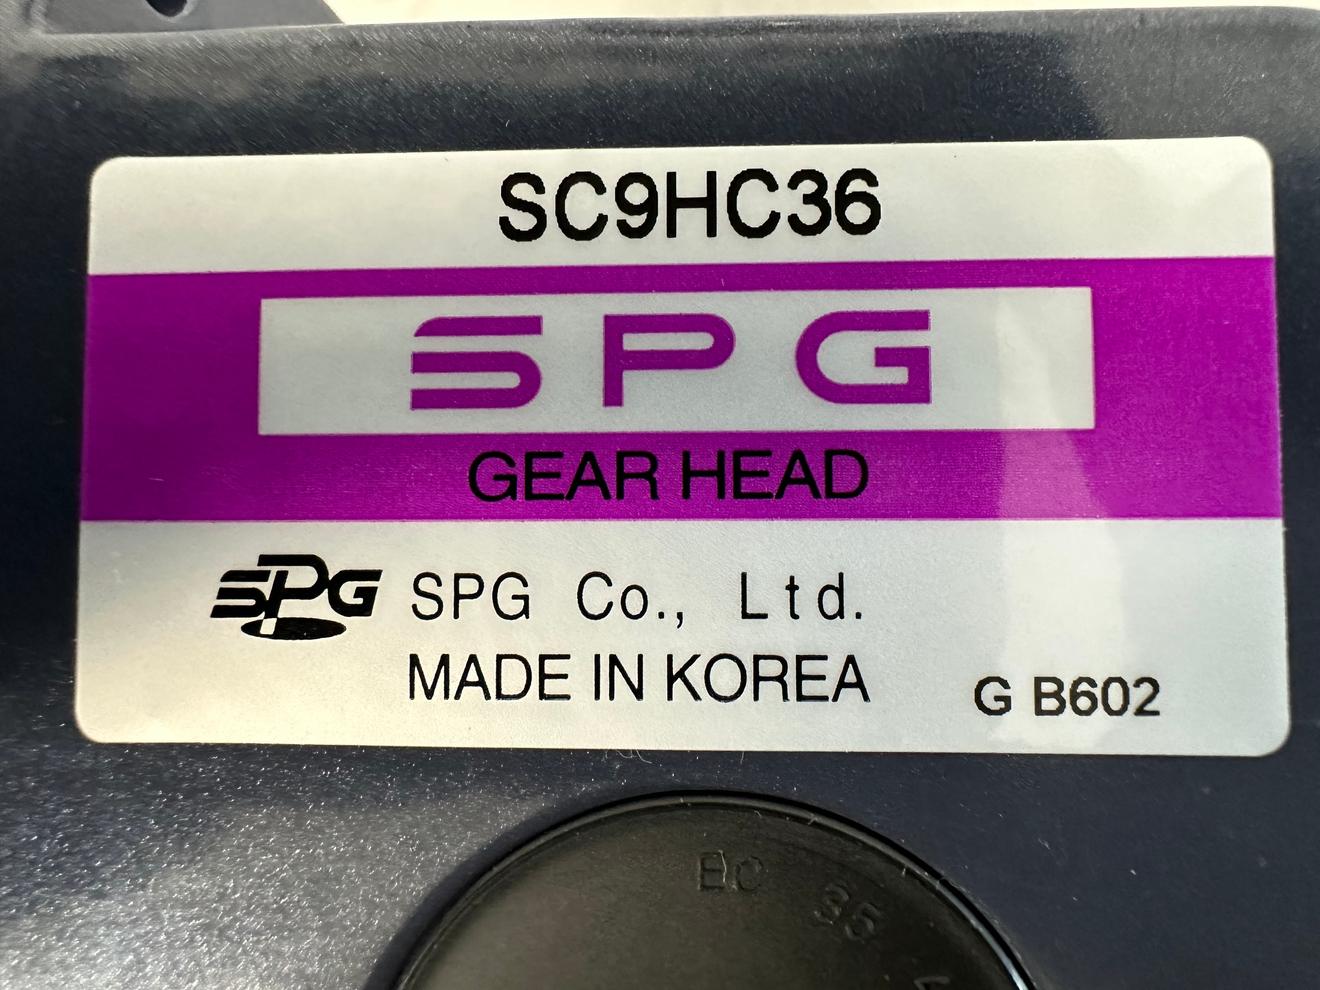 SC9HC36
SPG
GEAR HEAD
SPG SPG Co., Ltd.
MADE IN KOREA
G B602